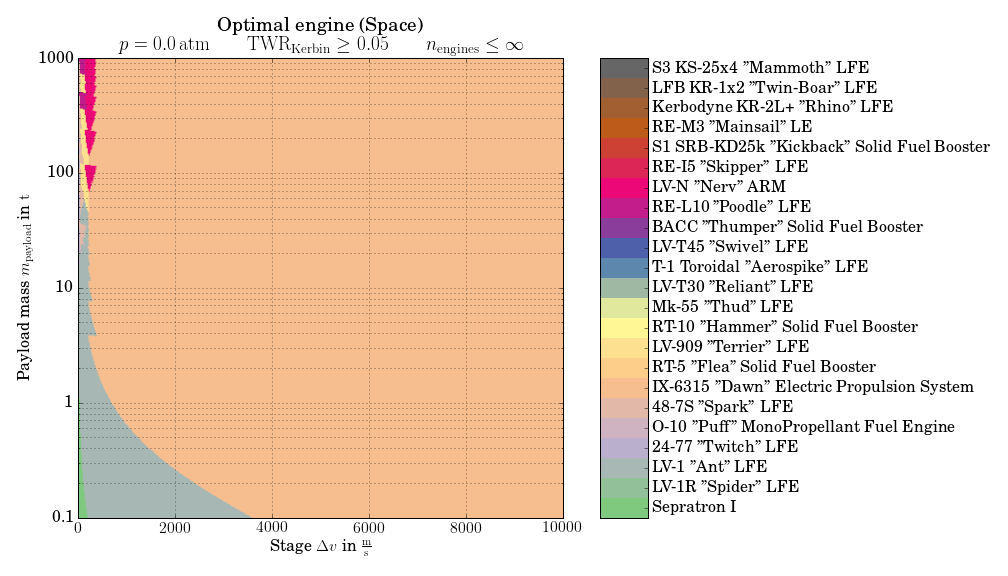 Optimal engine (Space)
p = 0.0 atm TWR_Kerbin ≥ 0.05 n_engines ≤ ∞
1000
100
10
1
0.1
Payload mass m_payload in t
0 2000 4000 6000 8000 10000
Stage Δv in m/s
S3 KS-25x4 ”Mammoth” LFE
LFB KR-1x2 ”Twin-Boar” LFE
Kerbodyne KR-2L+ ”Rhino” LFE
RE-M3 ”Mainsail” LE
S1 SRB-KD25k ”Kickback” Solid Fuel Booster
RE-I5 ”Skipper” LFE
LV-N ”Nerv” ARM
RE-L10 ”Poodle” LFE
BACC ”Thumper” Solid Fuel Booster
LV-T45 ”Swivel” LFE
T-1 Toroidal ”Aerospike” LFE
LV-T30 ”Reliant” LFE
Mk-55 ”Thud” LFE
RT-10 ”Hammer” Solid Fuel Booster
LV-909 ”Terrier” LFE
RT-5 ”Flea” Solid Fuel Booster
IX-6315 ”Dawn” Electric Propulsion System
48-7S ”Spark” LFE
O-10 ”Puff” MonoPropellant Fuel Engine
24-77 ”Twitch” LFE
LV-1 ”Ant” LFE
LV-1R ”Spider” LFE
Sepratron I